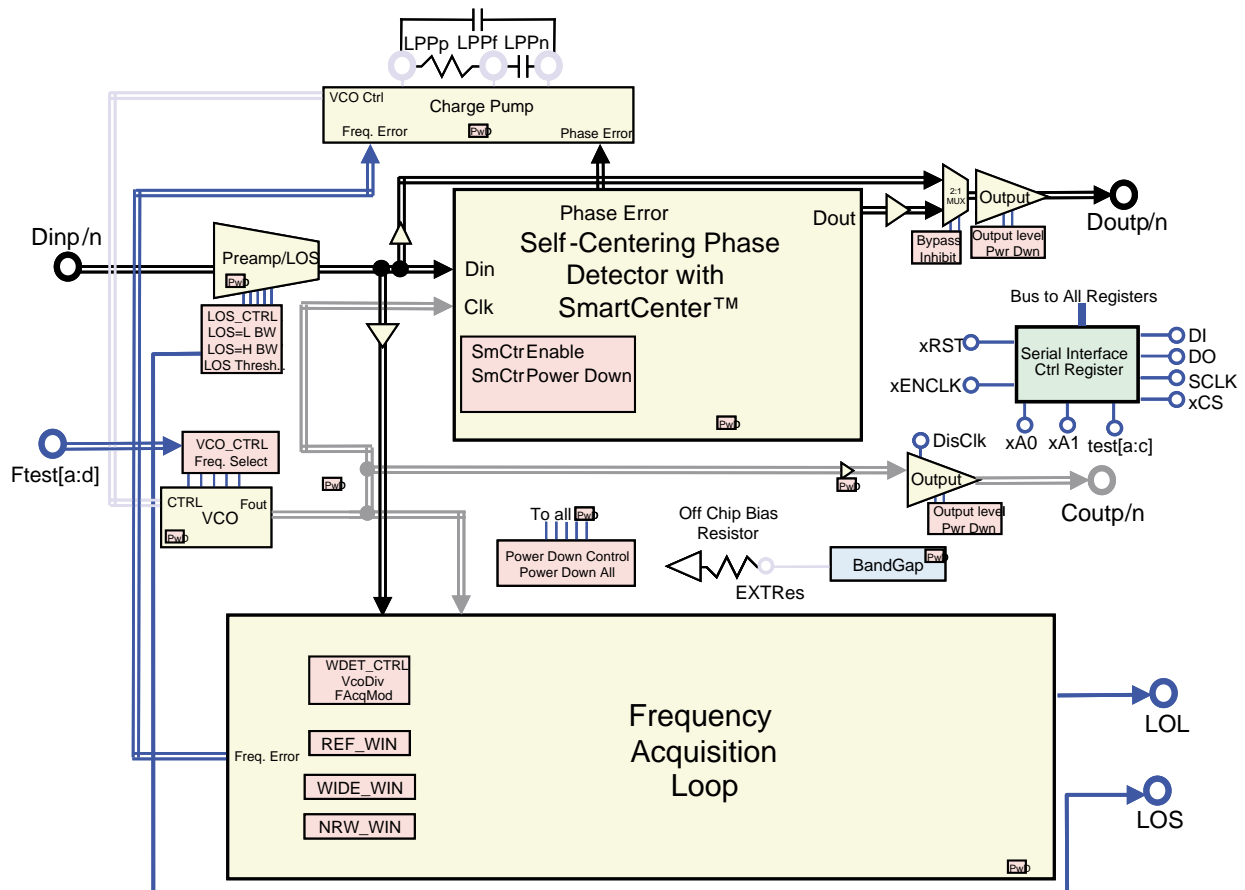 LPPp LPPf LPPn
VCO Ctrl
Charge Pump
Freq. Error
PwD
Phase Error
Dinp/n
Preamp/LOS
PwD
LOS_CTRL
LOS=L BW
LOS=H BW
LOS Thresh..
Phase Error
Dout
Self-Centering Phase
Detector with
SmartCenter™
Din
Clk
SmCtrEnable
SmCtrPower Down
PwD
2:1
MUX
Output
Doutp/n
Bypass
Inhibit
Output level
Pwr Dwn
Bus to All Registers
Serial Interface
Ctrl Register
xRST
xENCLK
DI
DO
SCLK
xCS
xA0
xA1
test[a:c]
Ftest[a:d]
VCO_CTRL
Freq. Select
CTRL
Fout
VCO
PwD
PwD
DisClk
PwD
Output
Coutp/n
Output level
Pwr Dwn
To all PwD
Power Down Control
Power Down All
Off Chip Bias
Resistor
EXTRes
BandGap
PwD
WDET_CTRL
VcoDiv
FAcqMod
REF_WIN
Freq. Error
WIDE_WIN
NRW_WIN
Frequency
Acquisition
Loop
PwD
LOL
LOS